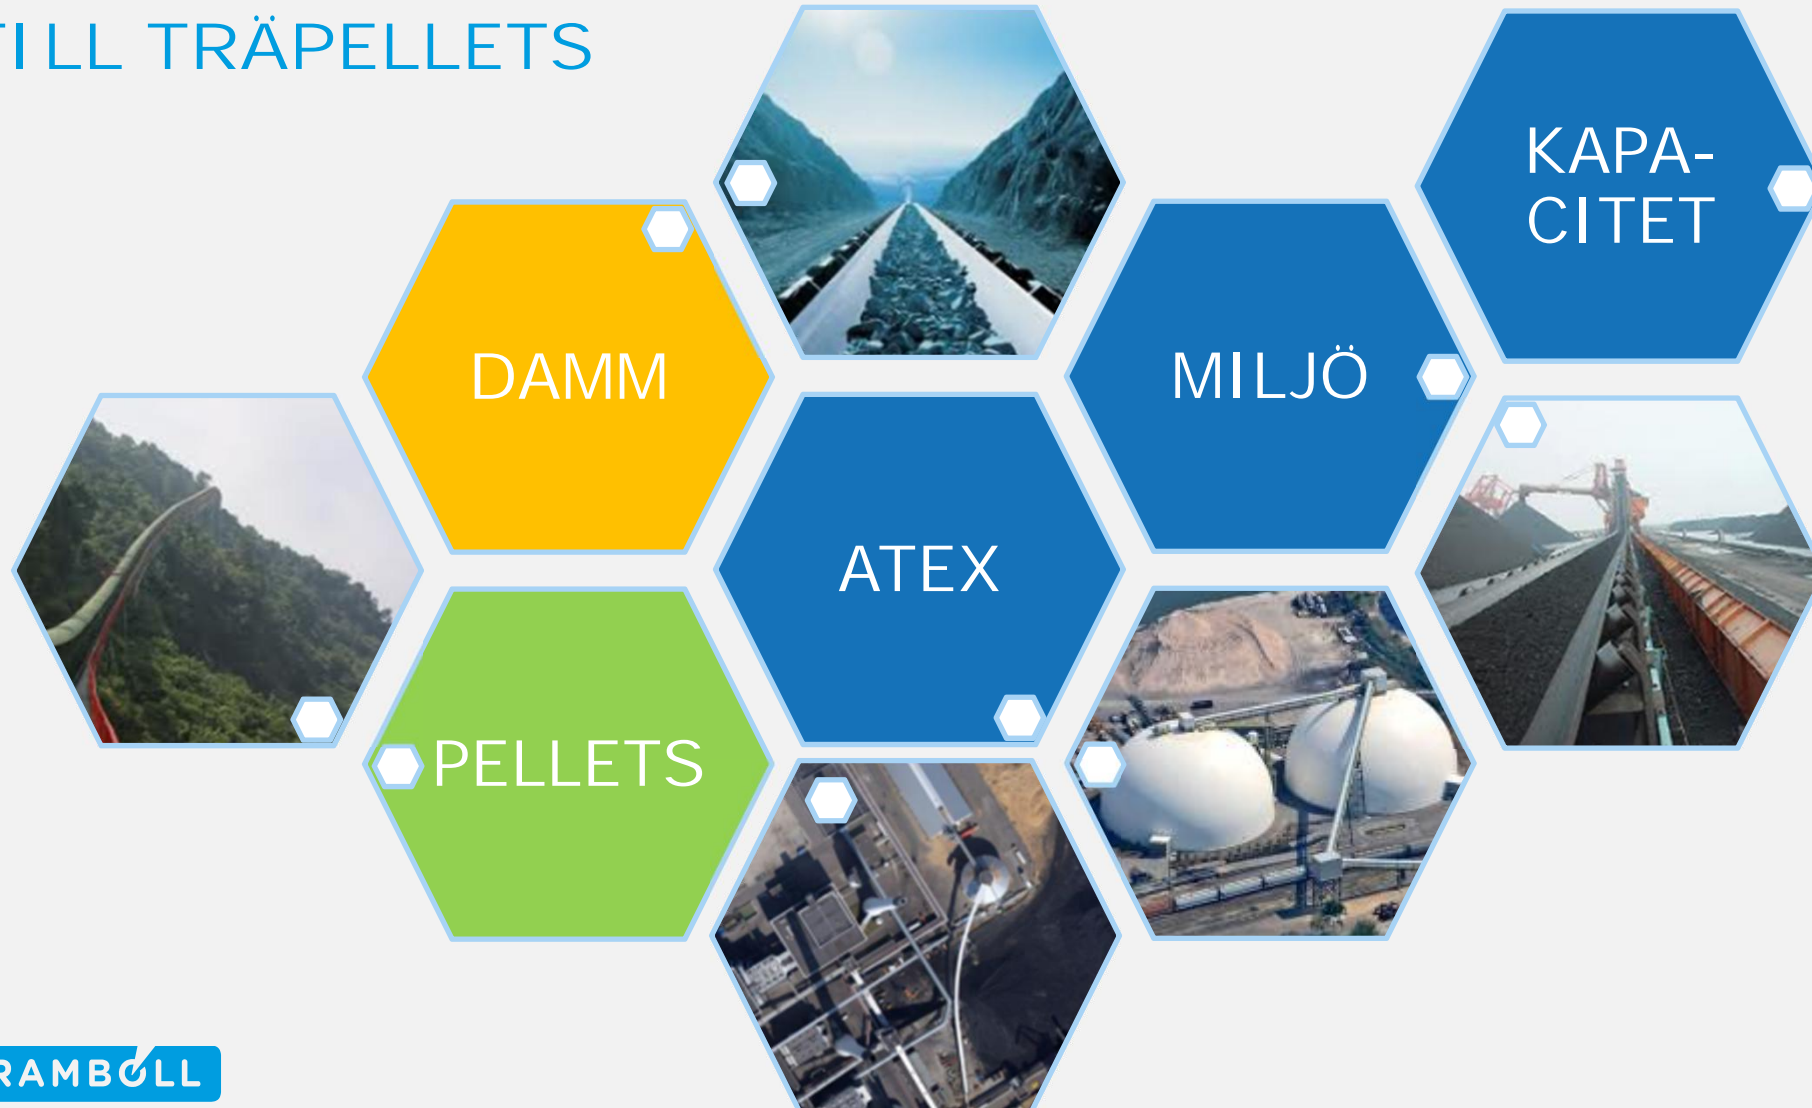 TILL TRÄPELLETS
KAPA-
CITET
DAMM
MILJÖ
ATEX
PELLETS
RAMBØLL